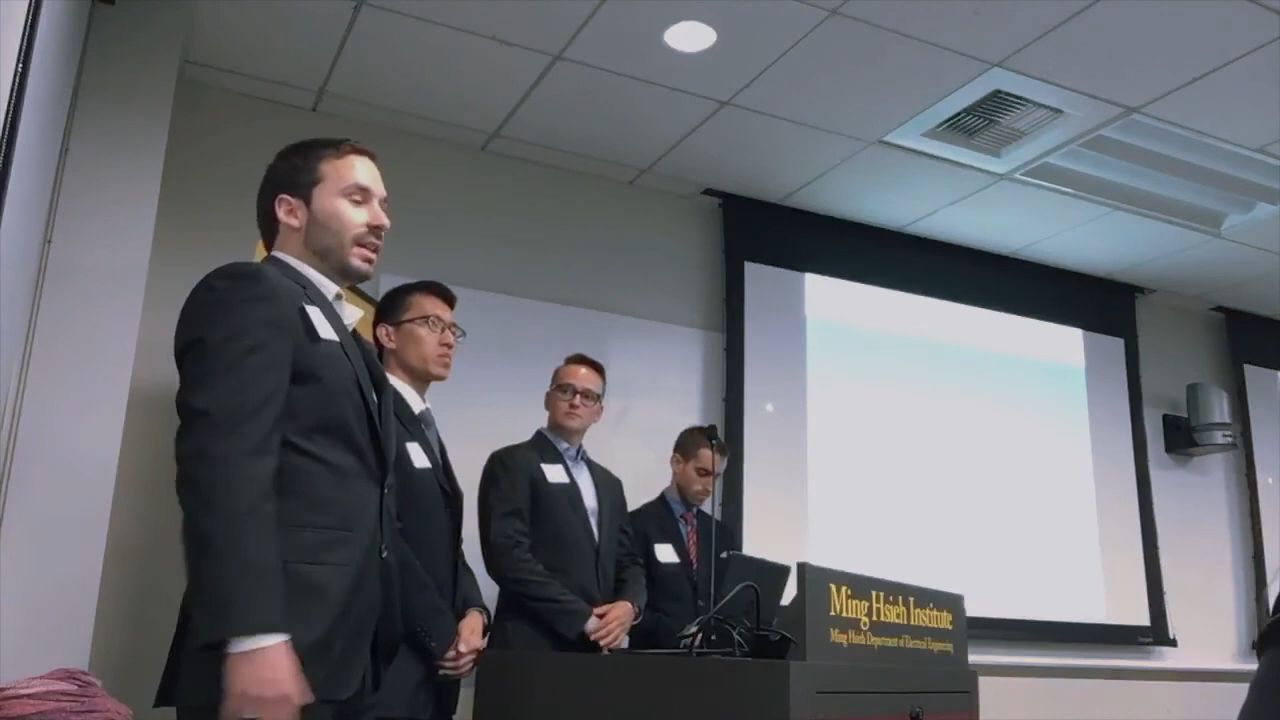 Ming Hsieh Institute
Ming Hsieh Department of Electrical Engineering